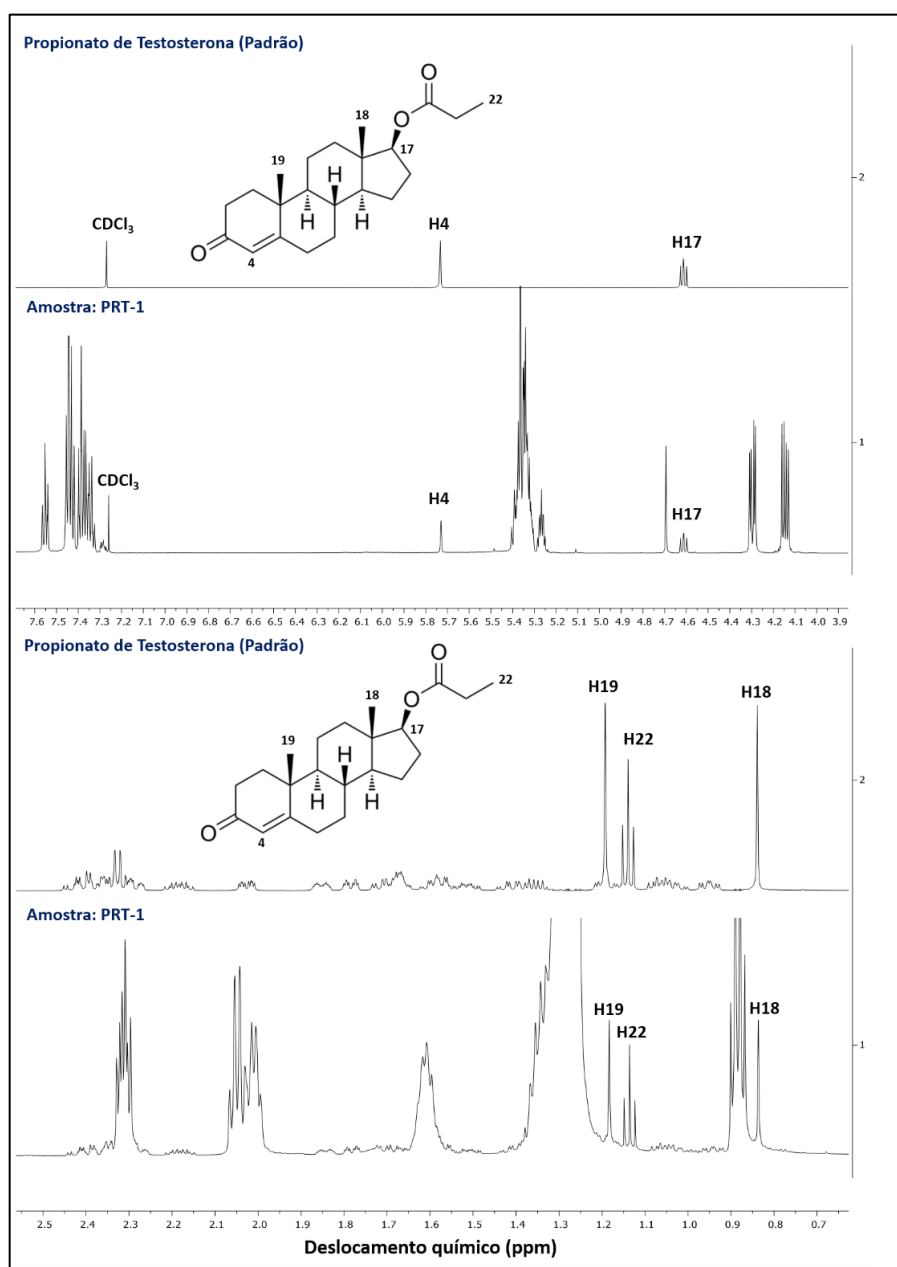 Propionato de Testosterona (Padrão)
O
22
18
O
19
17
H
H
H
O
4
CDCl₃
H4
H17
2
Amostra: PRT-1
CDCl₃
H4
H17
1
7.6 7.5 7.4 7.3 7.2 7.1 7.0 6.9 6.8 6.7 6.6 6.5 6.4 6.3 6.2 6.1 6.0 5.9 5.8 5.7 5.6 5.5 5.4 5.3 5.2 5.1 5.0 4.9 4.8 4.7 4.6 4.5 4.4 4.3 4.2 4.1 4.0 3.9
Propionato de Testosterona (Padrão)
O
22
18
O
19
17
H
H
H
O
4
H19
H22
H18
2
Amostra: PRT-1
H19
H22
H18
1
2.5 2.4 2.3 2.2 2.1 2.0 1.9 1.8 1.7 1.6 1.5 1.4 1.3 1.2 1.1 1.0 0.9 0.8 0.7
Deslocamento químico (ppm)